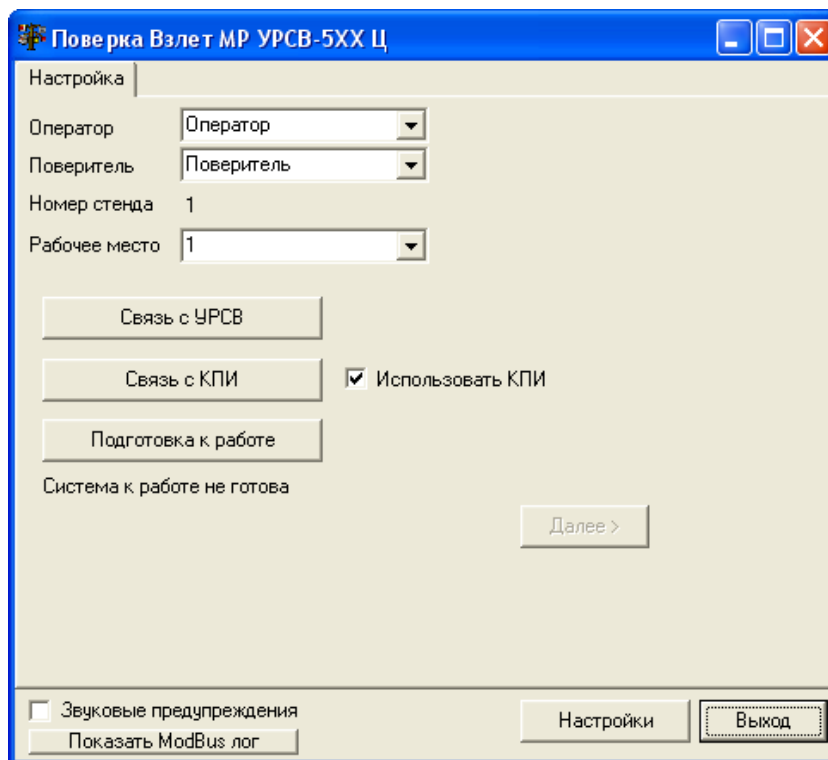 Поверка Взлет МР УРСВ-5ХХ Ц
Настройка
Оператор Оператор
Поверитель Поверитель
Номер стенда 1
Рабочее место 1
Связь с УРСВ
Связь с КПИ Использовать КПИ
Подготовка к работе
Система к работе не готова
Далее >
Звуковые предупреждения
Настройки Выход
Показать ModBus лог